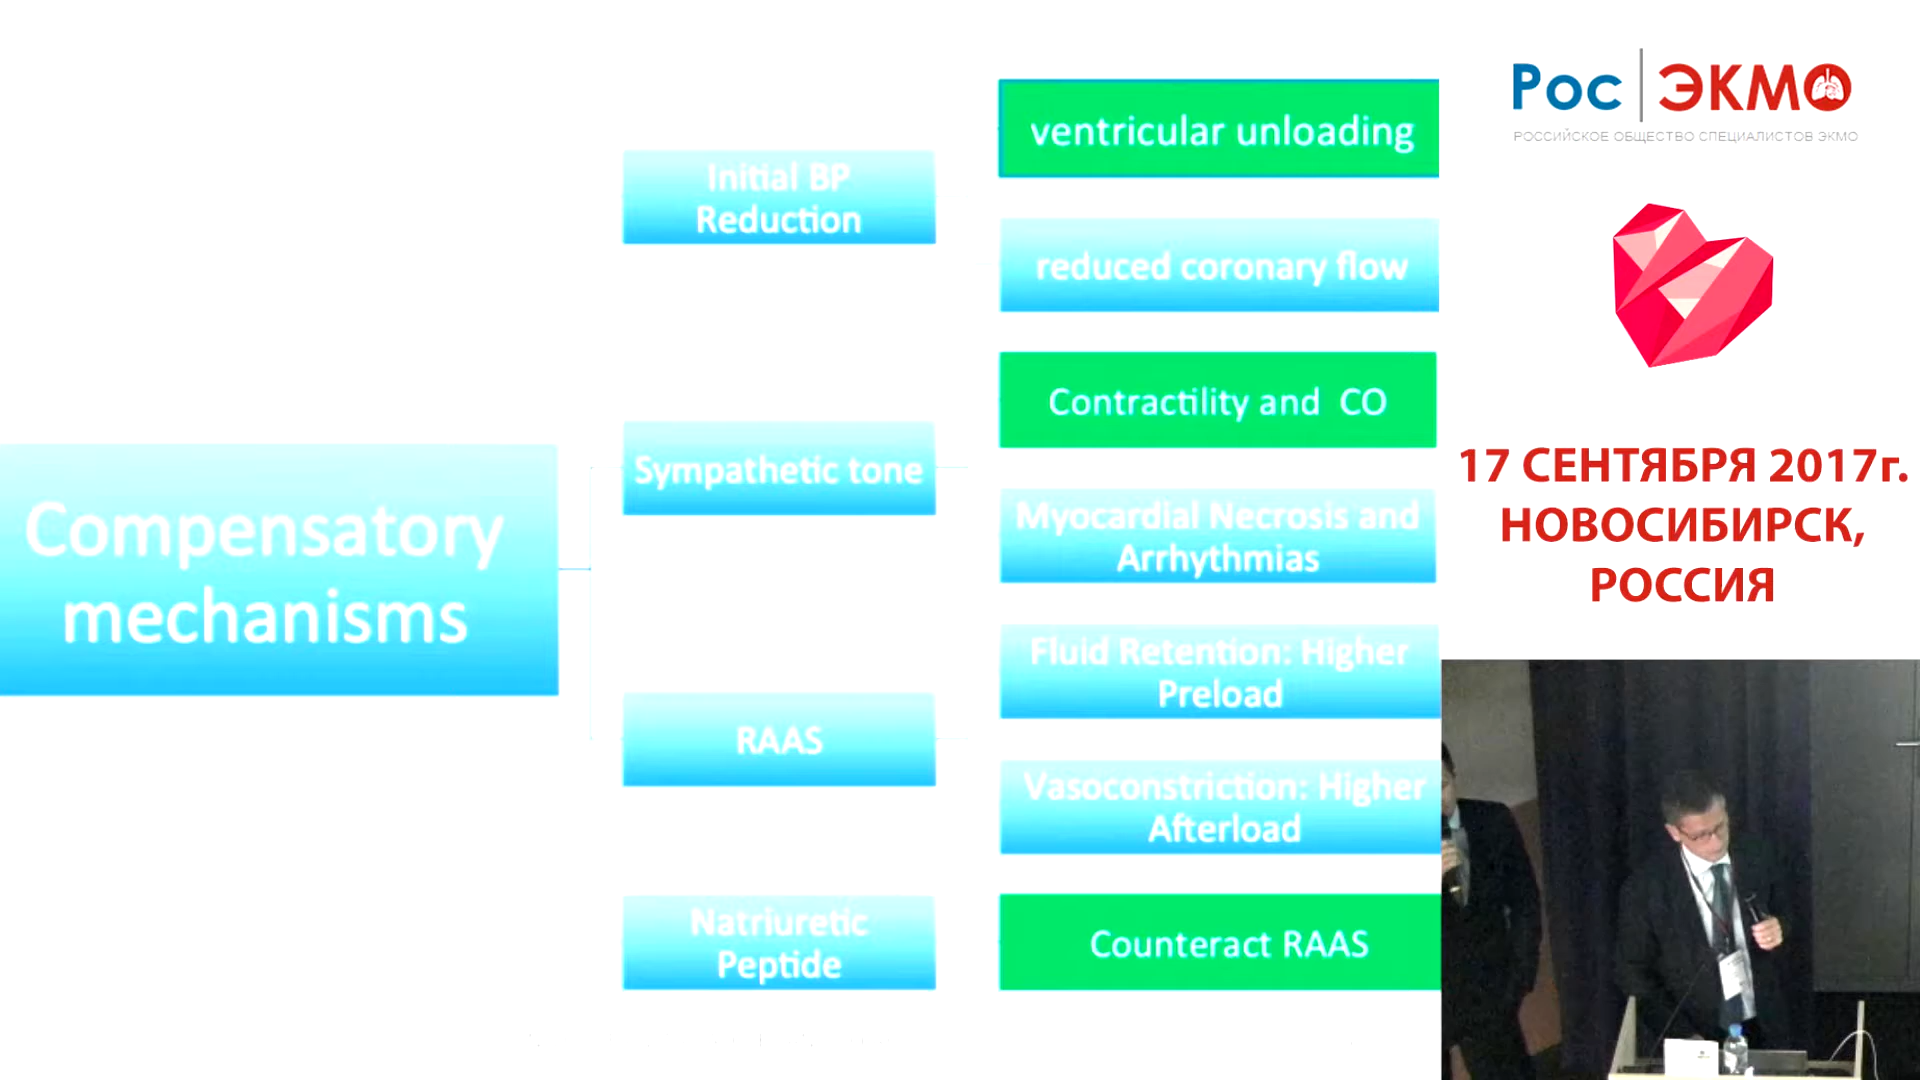 Compensatory
mechanisms
Initial BP
Reduction
Sympathetic tone
RAAS
Natriuretic
Peptide
ventricular unloading
reduced coronary flow
Contractility and CO
Myocardial Necrosis and
Arrhythmias
Fluid Retention: Higher
Preload
Vasoconstriction: Higher
Afterload
Counteract RAAS
Рос ЭКМО
РОССИЙСКОЕ ОБЩЕСТВО СПЕЦИАЛИСТОВ ЭКМО
17 СЕНТЯБРЯ 2017г.
НОВОСИБИРСК,
РОССИЯ